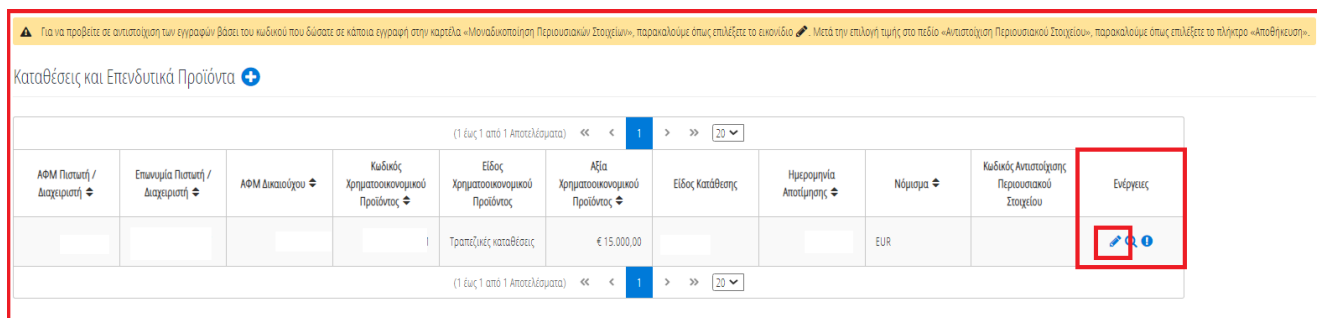 Για να προβείτε σε αντιστοίχιση των εγγραφών βάσει του κωδικού που δώσατε σε κάποια εγγραφή στην καρτέλα «Μοναδικοποίηση Περιουσιακών Στοιχείων», παρακαλούμε όπως επιλέξετε το εικονίδιο . Μετά την επιλογή τιμής στο πεδίο «Αντιστοίχιση Περιουσιακού Στοιχείου», παρακαλούμε όπως επιλέξετε το πλήκτρο «Αποθήκευση».
Καταθέσεις και Επενδυτικά Προϊόντα
(1 έως 1 από 1 Αποτελέσματα) « < 1 > » 20
ΑΦΜ Πιστωτή / Διαχειριστή
Επωνυμία Πιστωτή / Διαχειριστή
ΑΦΜ Δικαιούχου
Κωδικός Χρηματοοικονομικού Προϊόντος
Είδος Χρηματοοικονομικού Προϊόντος
Αξία Χρηματοοικονομικού Προϊόντος
Είδος Κατάθεσης
Ημερομηνία Αποτίμησης
Νόμισμα
Κωδικός Αντιστοίχισης Περιουσιακού Στοιχείου
Ενέργειες
Τραπεζικές καταθέσεις € 15.000,00 EUR
(1 έως 1 από 1 Αποτελέσματα) « < 1 > » 20